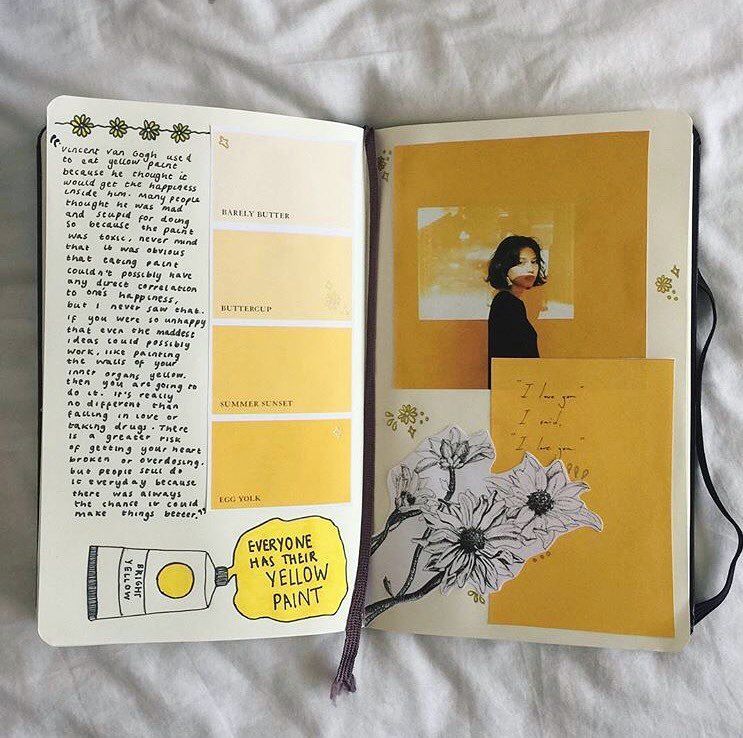 "Vincent van Gogh used
to eat yellow paint
because he thought it
would get the happiness
inside him. Many people
thought he was mad
and stupid for doing
so because the paint
was toxic, never mind
that it was obvious
that eating paint
couldn't possibly have
any direct correlation
to one's happiness,
but I never saw that.
If you were so unhappy
that even the maddest
ideas could possibly
work, like painting
the walls of your
inner organs yellow.
then you are going to
do it. It's really
no different than
falling in love or
taking drugs. There
is a greater risk
of getting your heart
broken or overdosing.
but people still do
it everyday because
there was always
the chance it could
make things better."
BARELY BUTTER
BUTTERCUP
SUMMER SUNSET
EGG YOLK
BRIGHT
YELLOW
EVERYONE
HAS THEIR
YELLOW
PAINT
"I love you"
I said.
"I love you